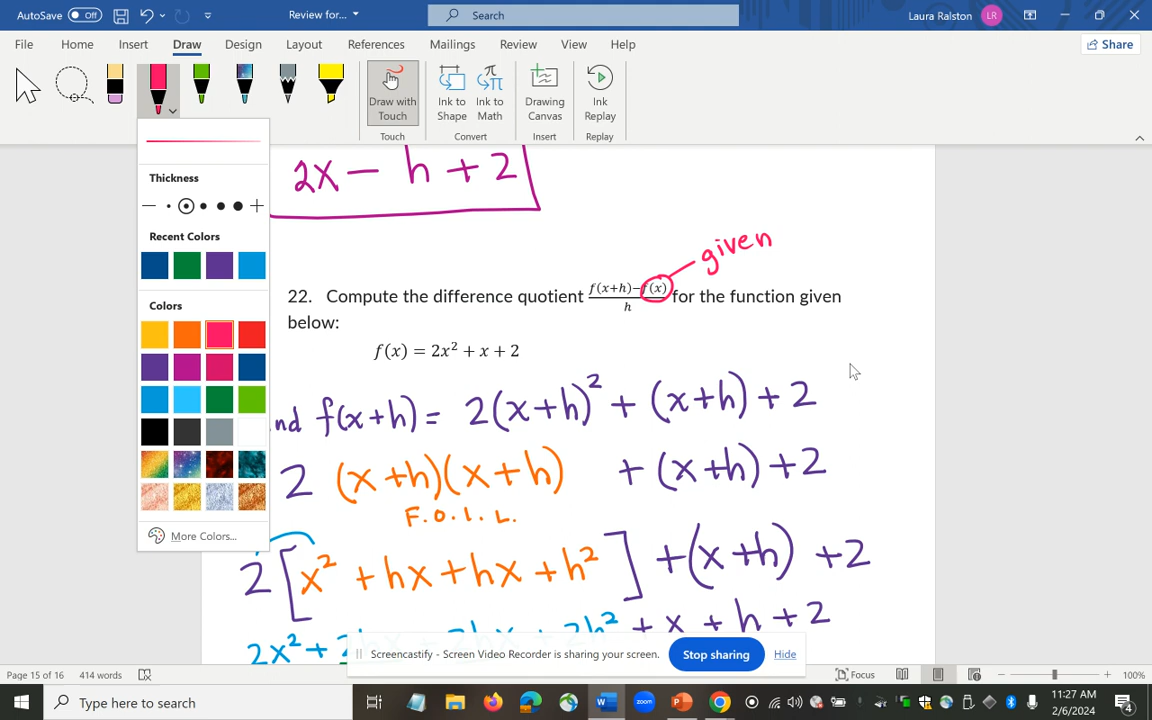 AutoSave Off Review for... Search Laura Ralston LR
File Home Insert Draw Design Layout References Mailings Review View Help Share
Draw with Touch Ink to Shape Ink to Math Drawing Canvas Ink Replay
Touch Convert Insert Replay
Thickness
Recent Colors
Colors
More Colors...
2x - h + 2
given
22. Compute the difference quotient f(x+h)−f(x)/h for the function given
below:
f(x) = 2x² + x + 2
nd f(x+h) = 2(x+h)² + (x+h) + 2
2 (x+h)(x+h) + (x+h) + 2
F.O.I.L.
2[x² + hx + hx + h²] + (x+h) + 2
2x² + 2hx + 2hx + 2h² + x + h + 2
Screencastify - Screen Video Recorder is sharing your screen. Stop sharing Hide
Page 15 of 16 414 words Focus 100%
Type here to search 11:27 AM
2/6/2024 4